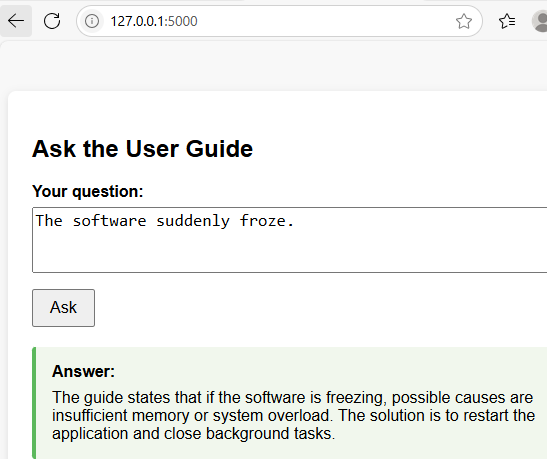 127.0.0.1:5000
Ask the User Guide
Your question:
The software suddenly froze.
Ask
Answer:
The guide states that if the software is freezing, possible causes are
insufficient memory or system overload. The solution is to restart the
application and close background tasks.